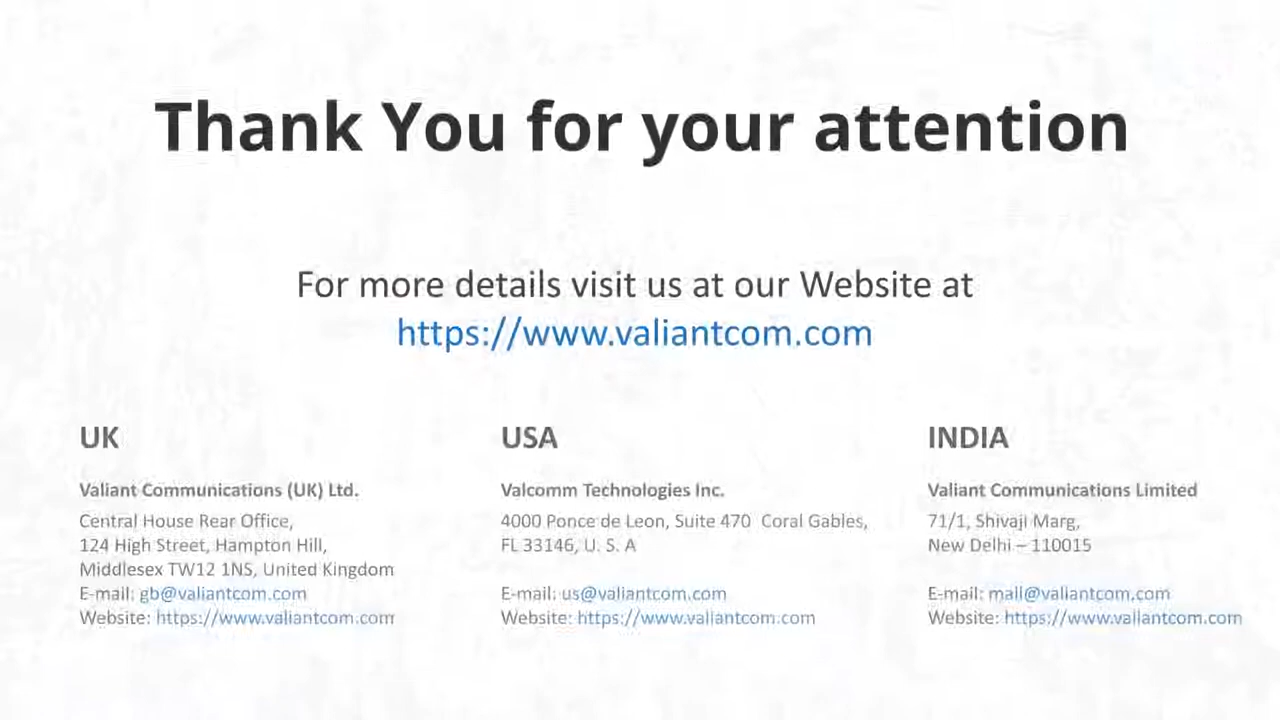 Thank You for your attention
For more details visit us at our Website at
https://www.valiantcom.com
UK
Valiant Communications (UK) Ltd.
Central House Rear Office,
124 High Street, Hampton Hill,
Middlesex TW12 1NS, United Kingdom
E-mail: gb@valiantcom.com
Website: https://www.valiantcom.com
USA
Valcomm Technologies Inc.
4000 Ponce de Leon, Suite 470  Coral Gables,
FL 33146, U. S. A
E-mail: us@valiantcom.com
Website: https://www.valiantcom.com
INDIA
Valiant Communications Limited
71/1, Shivaji Marg,
New Delhi – 110015
E-mail: mail@valiantcom.com
Website: https://www.valiantcom.com